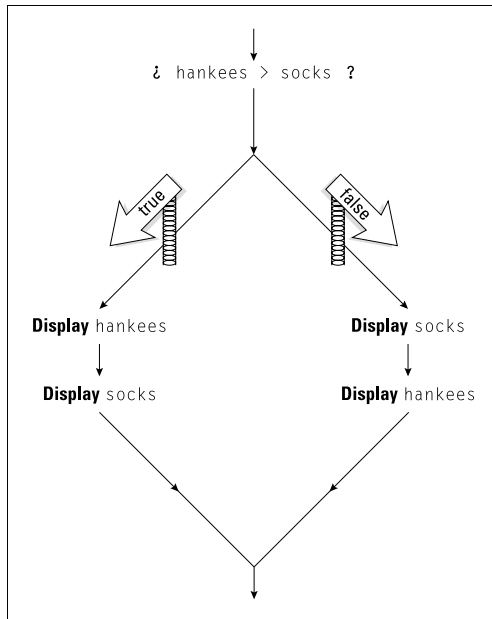 ¿ hankees > socks ?
true
false
Display hankees
Display socks
Display socks
Display hankees